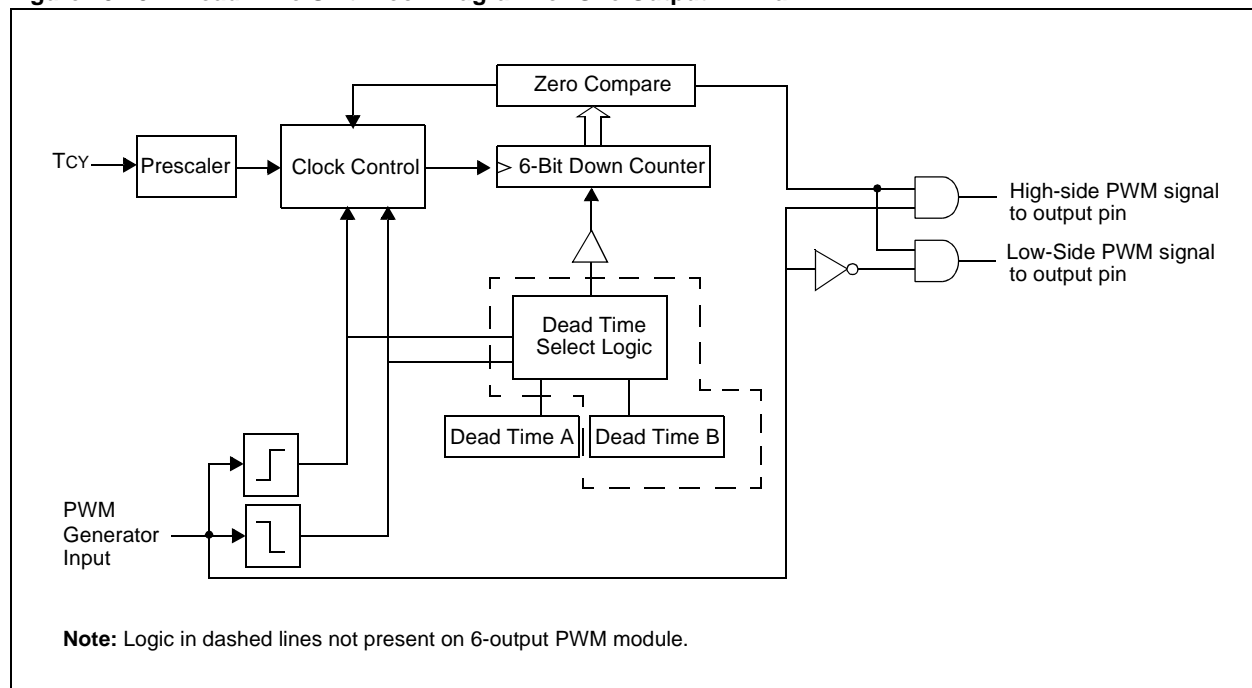 Zero Compare
TCY
Prescaler
Clock Control
6-Bit Down Counter
High-side PWM signal
to output pin
Low-Side PWM signal
to output pin
Dead Time
Select Logic
Dead Time A
Dead Time B
PWM
Generator
Input
Note: Logic in dashed lines not present on 6-output PWM module.